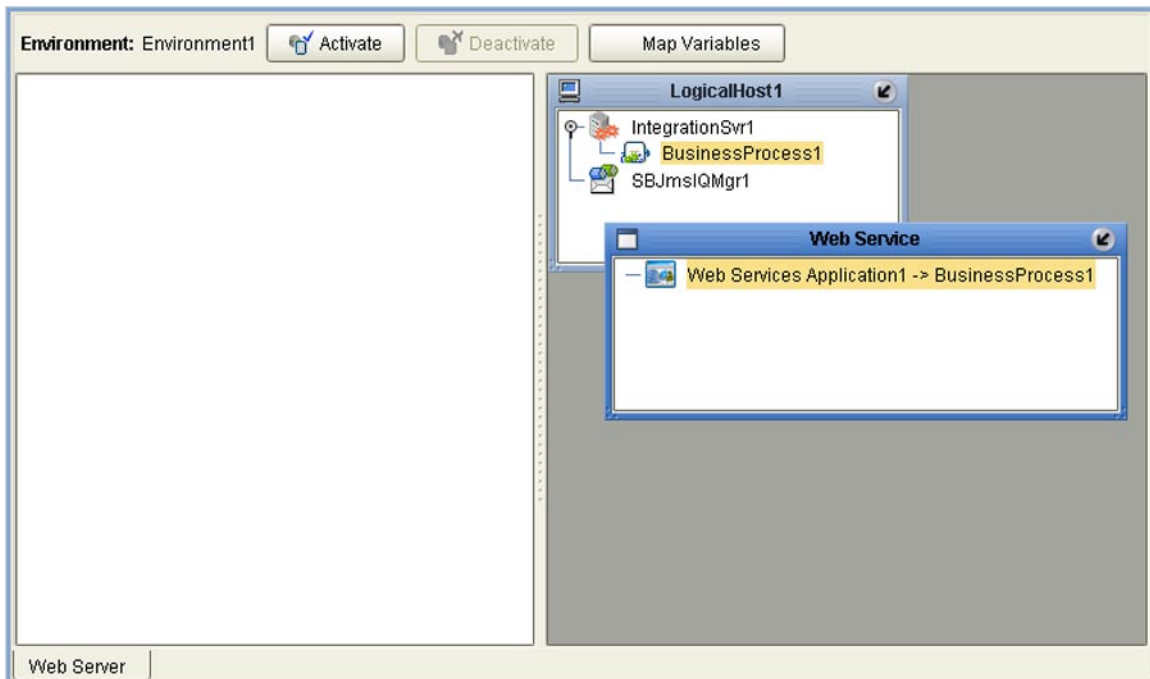 Environment: Environment1 Activate Deactivate Map Variables
LogicalHost1
IntegrationSvr1
BusinessProcess1
SBJmsIQMgr1
Web Service
Web Services Application1 -> BusinessProcess1
Web Server